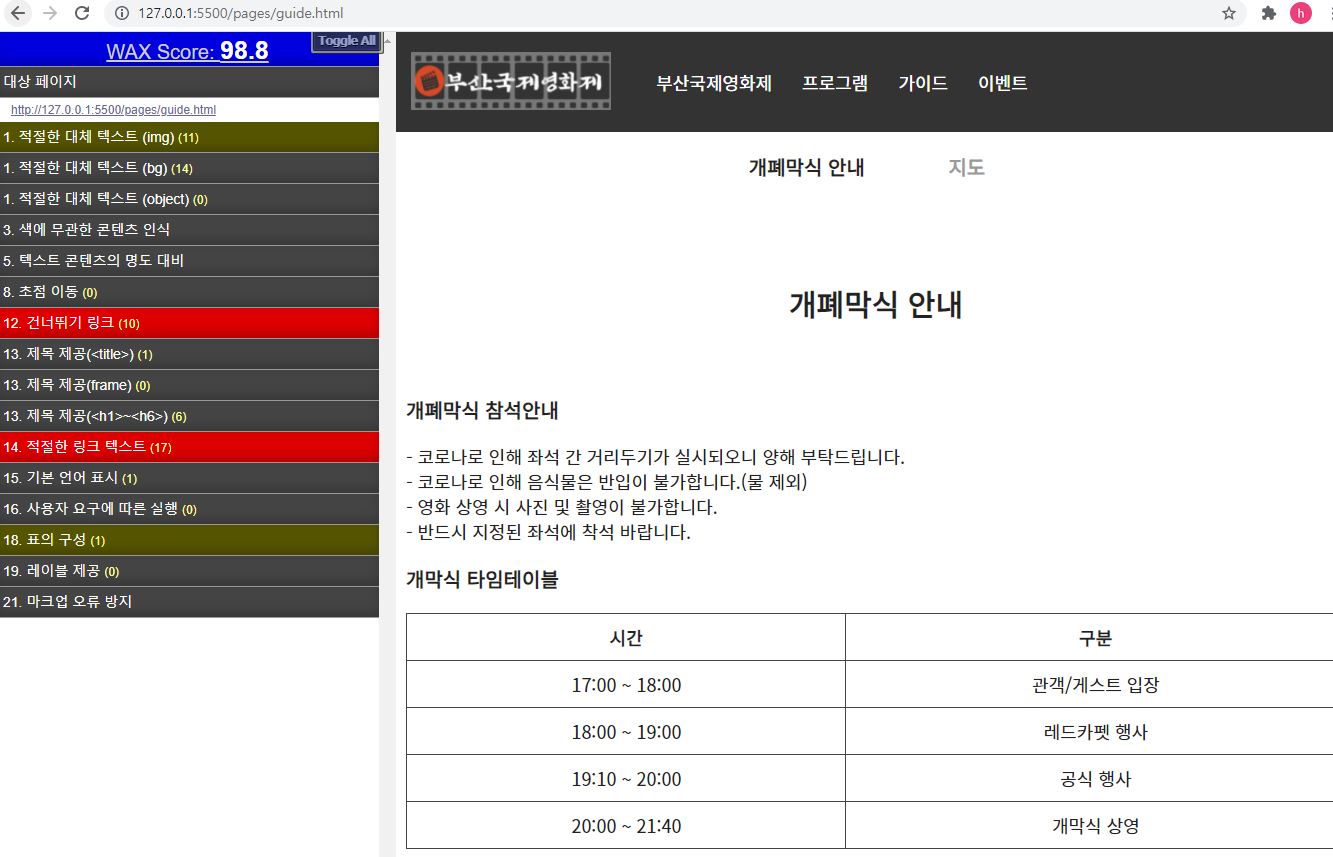 127.0.0.1:5500/pages/guide.html
h
WAX Score: 98.8
Toggle All
대상 페이지
http://127.0.0.1:5500/pages/guide.html
1. 적절한 대체 텍스트 (img) (11)
1. 적절한 대체 텍스트 (bg) (14)
1. 적절한 대체 텍스트 (object) (0)
3. 색에 무관한 콘텐츠 인식
5. 텍스트 콘텐츠의 명도 대비
8. 초점 이동 (0)
12. 건너뛰기 링크 (10)
13. 제목 제공(<title>) (1)
13. 제목 제공(frame) (0)
13. 제목 제공(<h1>~<h6>) (6)
14. 적절한 링크 텍스트 (17)
15. 기본 언어 표시 (1)
16. 사용자 요구에 따른 실행 (0)
18. 표의 구성 (1)
19. 레이블 제공 (0)
21. 마크업 오류 방지
부산국제영화제
부산국제영화제 프로그램 가이드 이벤트
개폐막식 안내 지도
개폐막식 안내
개폐막식 참석안내
- 코로나로 인해 좌석 간 거리두기가 실시되오니 양해 부탁드립니다.
- 코로나로 인해 음식물은 반입이 불가합니다.(물 제외)
- 영화 상영 시 사진 및 촬영이 불가합니다.
- 반드시 지정된 좌석에 착석 바랍니다.
개막식 타임테이블
시간 구분
17:00 ~ 18:00 관객/게스트 입장
18:00 ~ 19:00 레드카펫 행사
19:10 ~ 20:00 공식 행사
20:00 ~ 21:40 개막식 상영